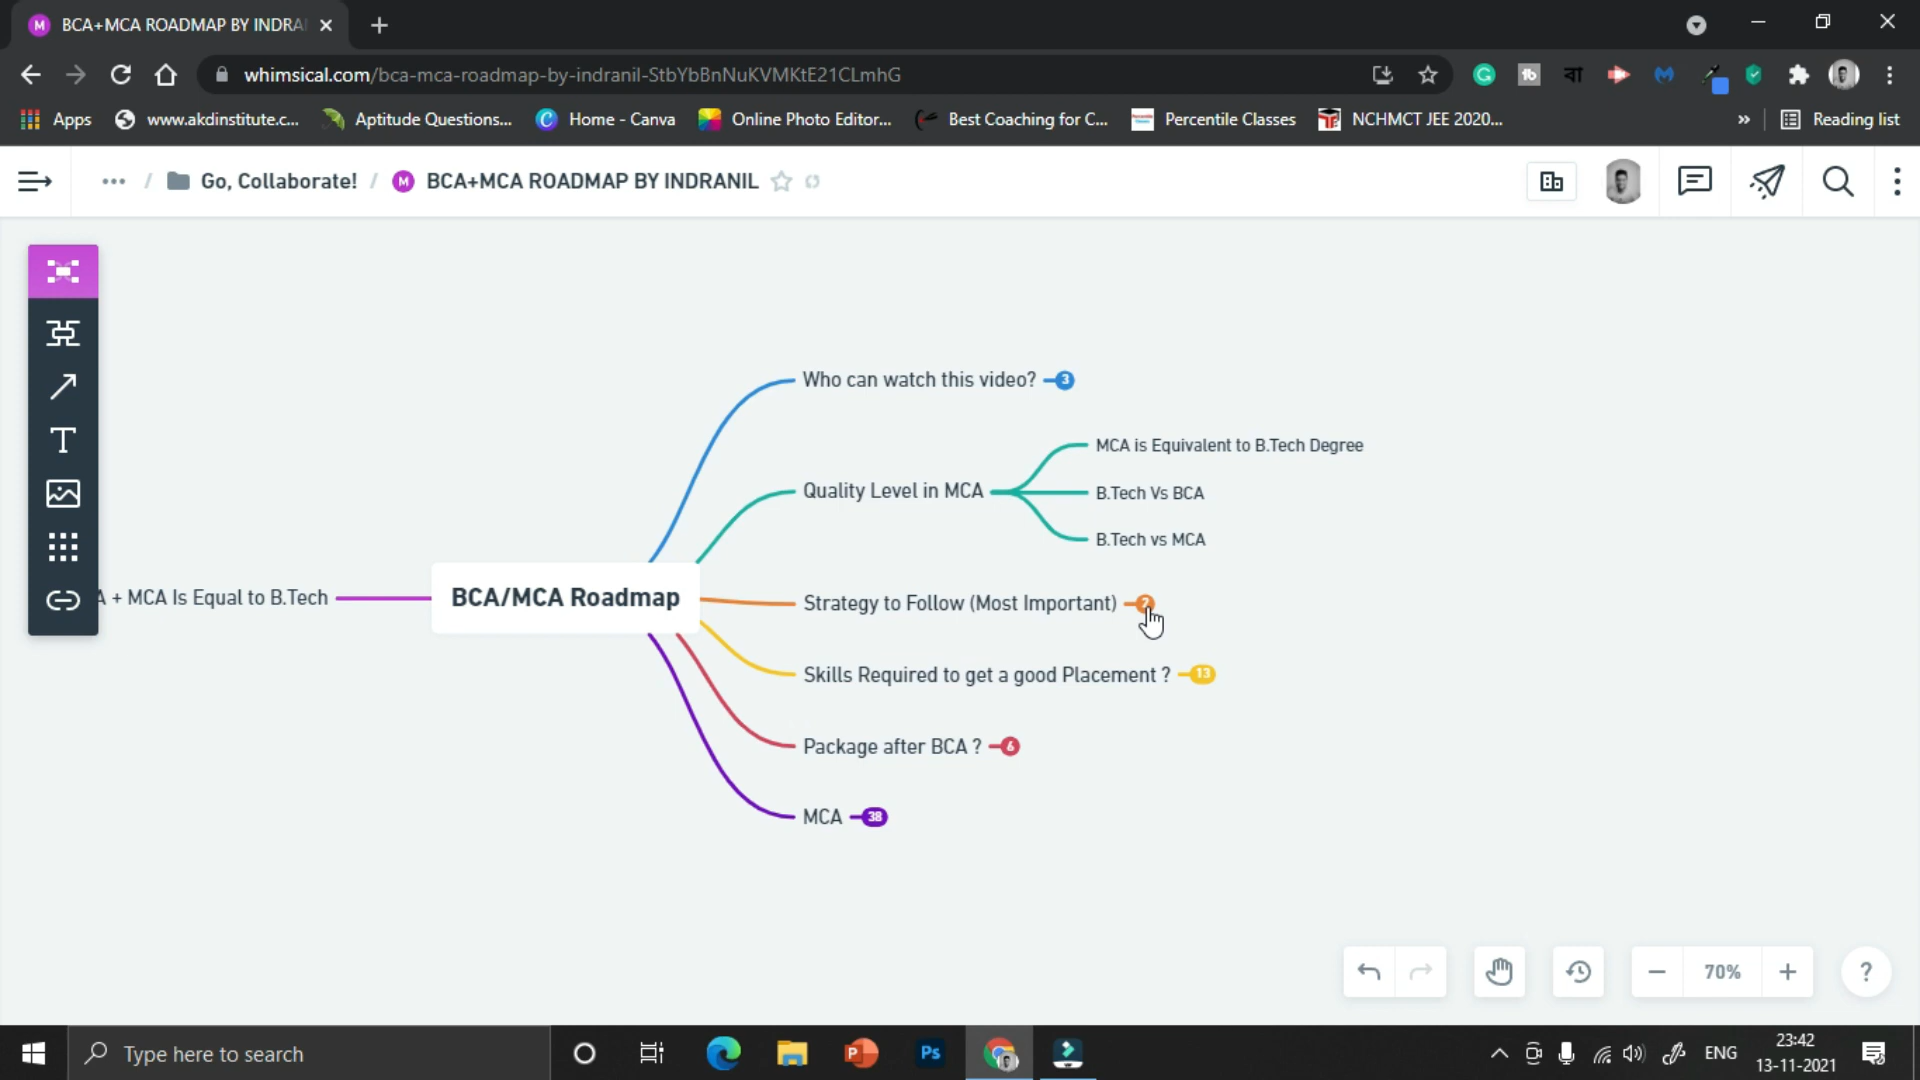 BCA+MCA ROADMAP BY INDRA
whimsical.com/bca-mca-roadmap-by-indranil-StbYbBnNuKVMKtE21CLmhG
Apps
www.akdinstitute.c...
Aptitude Questions...
Home - Canva
Online Photo Editor...
Best Coaching for C...
Percentile Classes
NCHMCT JEE 2020...
»
Reading list
Go, Collaborate!
/
M BCA+MCA ROADMAP BY INDRANIL
Who can watch this video? 3
MCA is Equivalent to B.Tech Degree
Quality Level in MCA
B.Tech Vs BCA
B.Tech vs MCA
+ MCA Is Equal to B.Tech
BCA/MCA Roadmap
Strategy to Follow (Most Important)
Skills Required to get a good Placement ? 13
Package after BCA ? 6
MCA 38
70%
?
Type here to search
Ps
ENG
23:42
13-11-2021